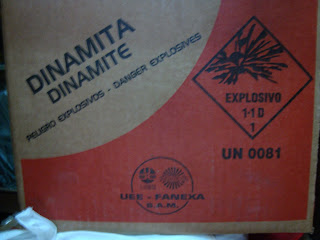 DINAMITA
DINAMITE
PELIGRO EXPLOSIVOS - DANGER EXPLOSIVES
EXPLOSIVO
1·1 D
1
UN 0081
UEE - FANEXA
S.A.M.